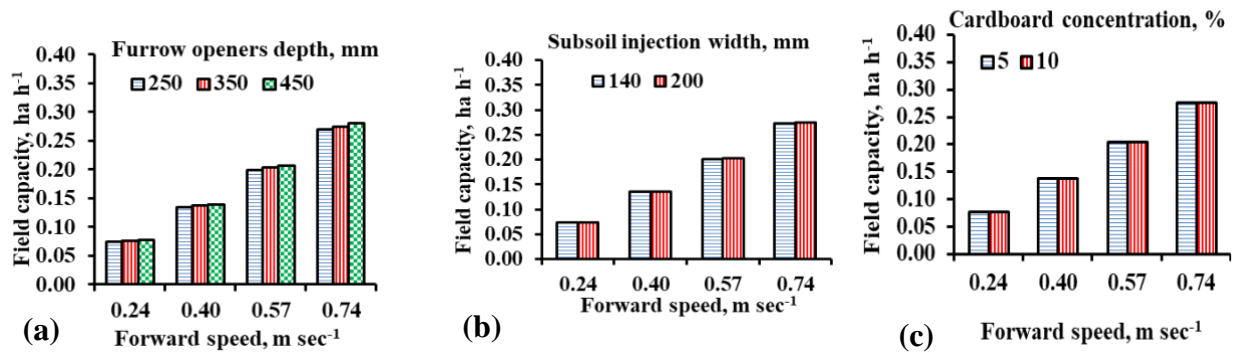 Furrow openers depth, mm
250 350 450
Field capacity, ha h⁻¹
0.40
0.35
0.30
0.25
0.20
0.15
0.10
0.05
0.00
0.24 0.40 0.57 0.74
Forward speed, m sec⁻¹
(a)
Subsoil injection width, mm
140 200
Field capacity, ha h⁻¹
0.40
0.35
0.30
0.25
0.20
0.15
0.10
0.05
0.00
0.24 0.40 0.57 0.74
Forward speed, m sec⁻¹
(b)
Cardboard concentration, %
5 10
Field capacity, ha h⁻¹
0.40
0.35
0.30
0.25
0.20
0.15
0.10
0.05
0.00
0.24 0.40 0.57 0.74
Forward speed, m sec⁻¹
(c)